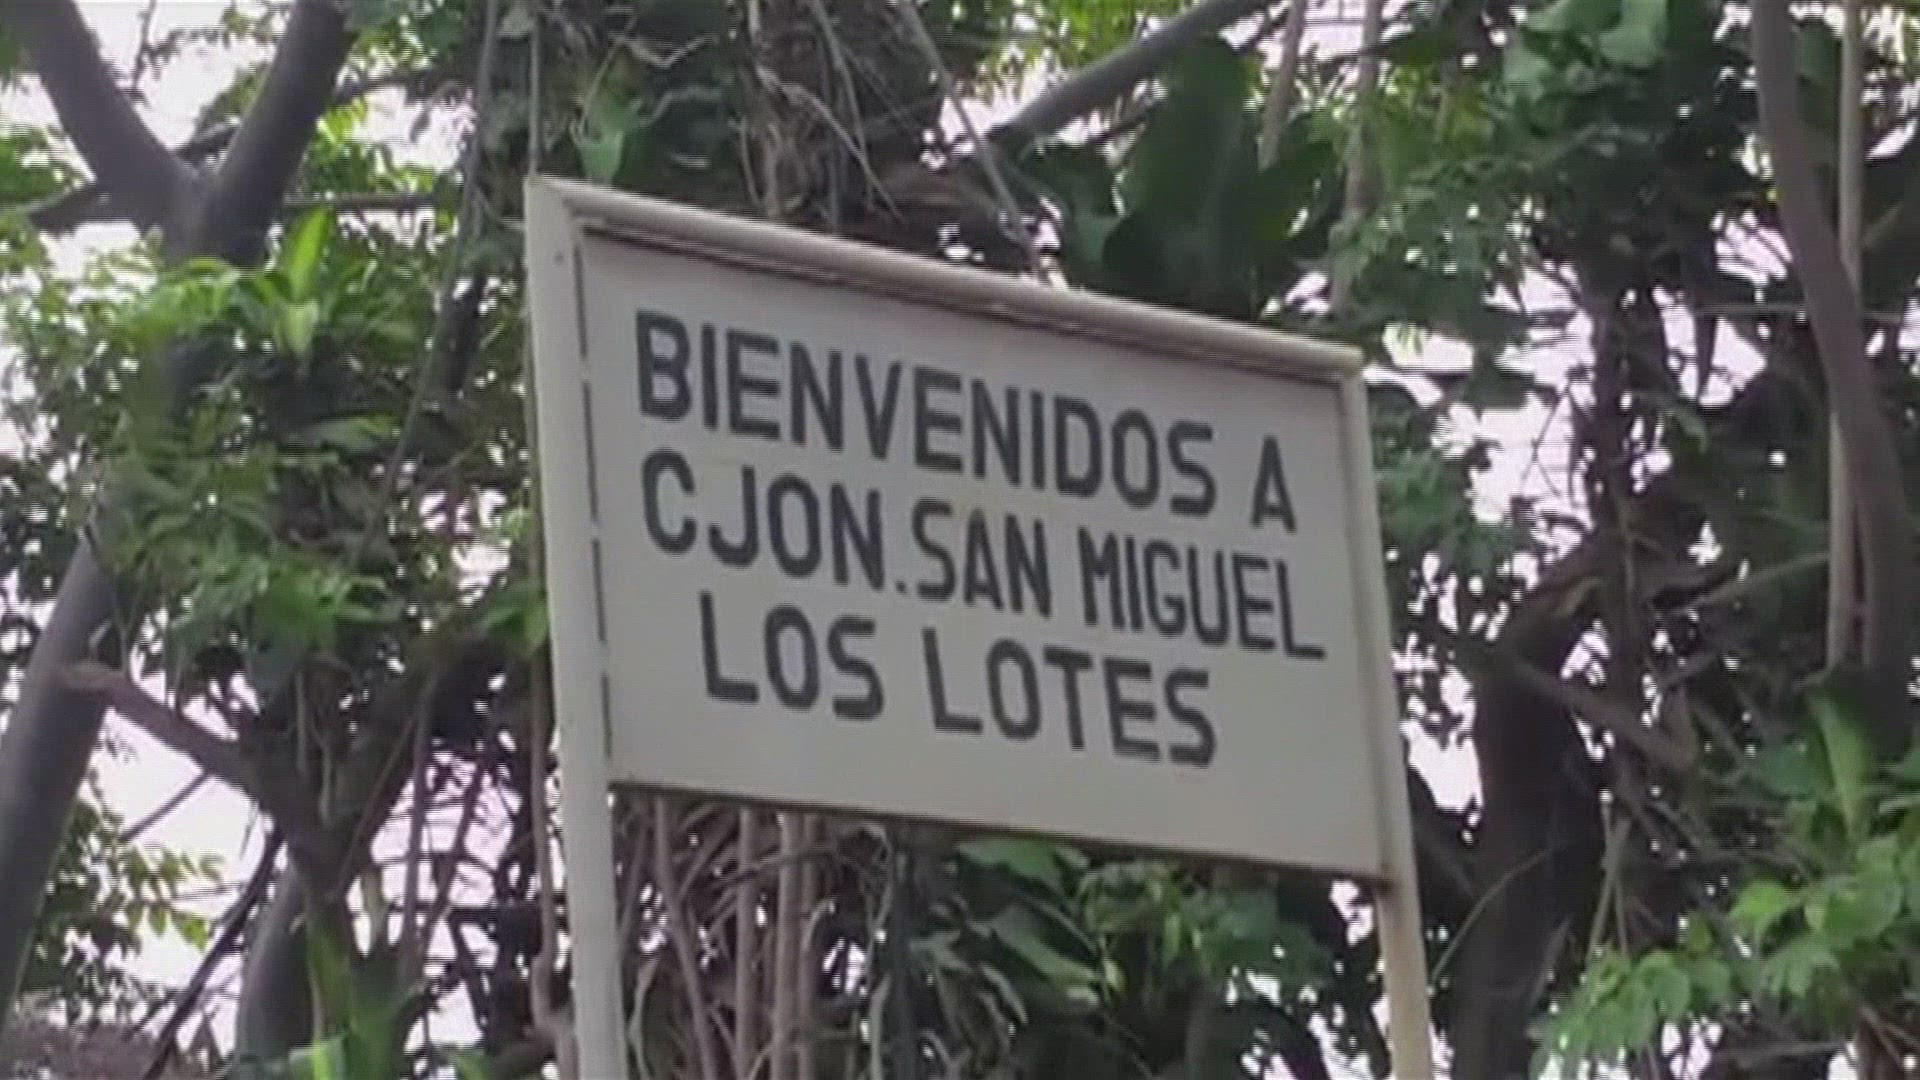 BIENVENIDOS A
CJON. SAN MIGUEL
LOS LOTES